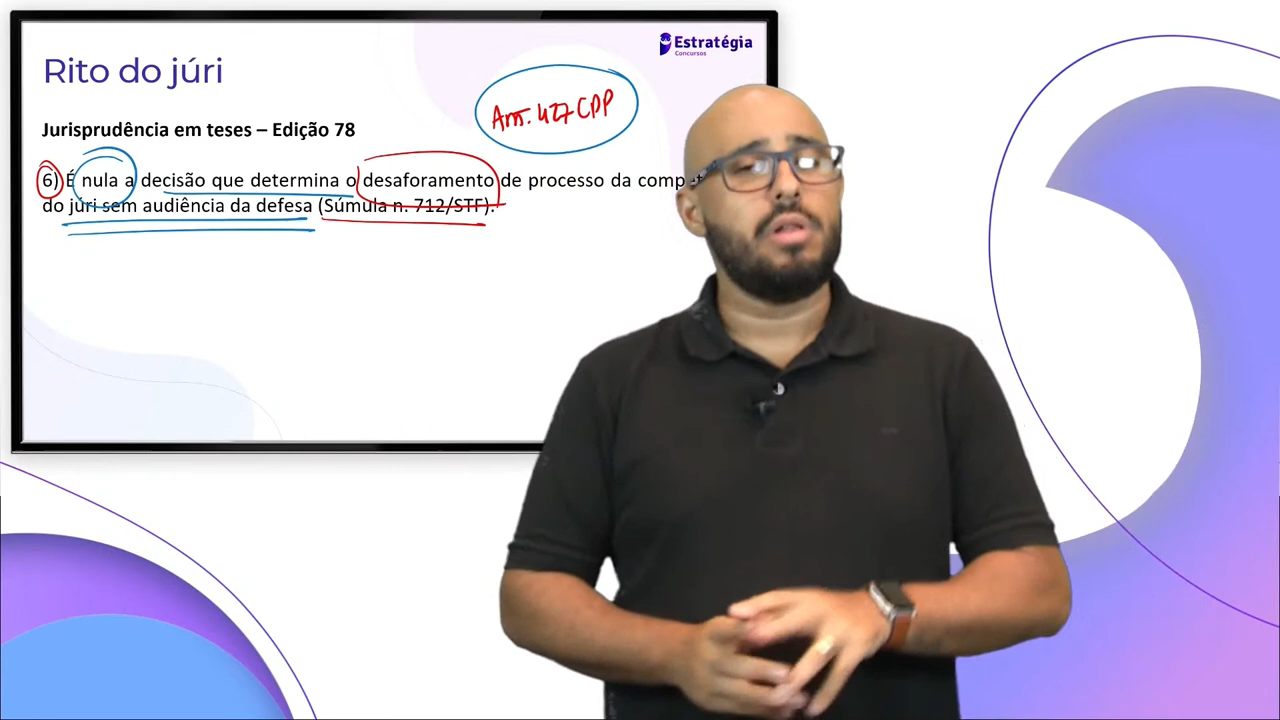 Estratégia
Concursos
Rito do júri
Art. 427 CPP
Jurisprudência em teses – Edição 78
6) É nula a decisão que determina o desaforamento de processo da
do júri sem audiência da defesa (Súmula n. 712/STF).